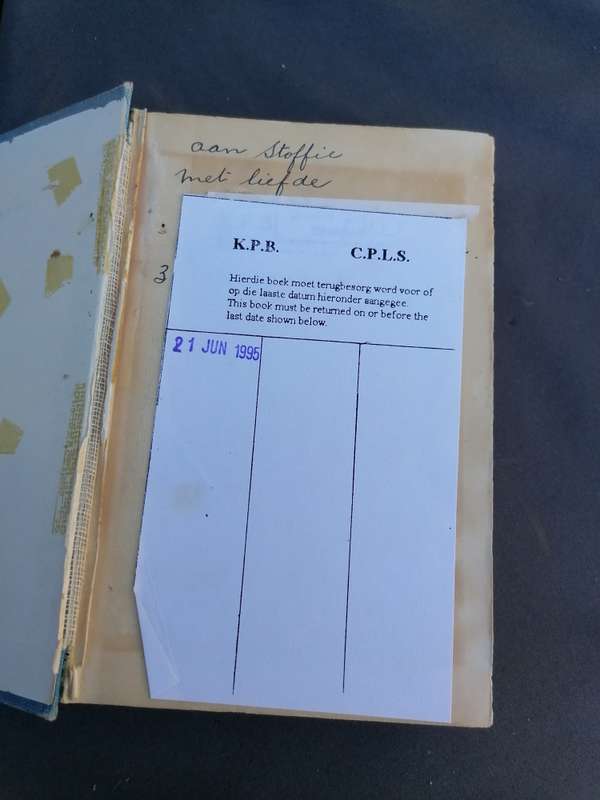 aan Stoffie
met liefde
3
K.P.B. C.P.L.S.
Hierdie boek moet terugbesorg word voor of
op die laaste datum hieronder aangegee.
This book must be returned on or before the
last date shown below.
21 JUN 1995